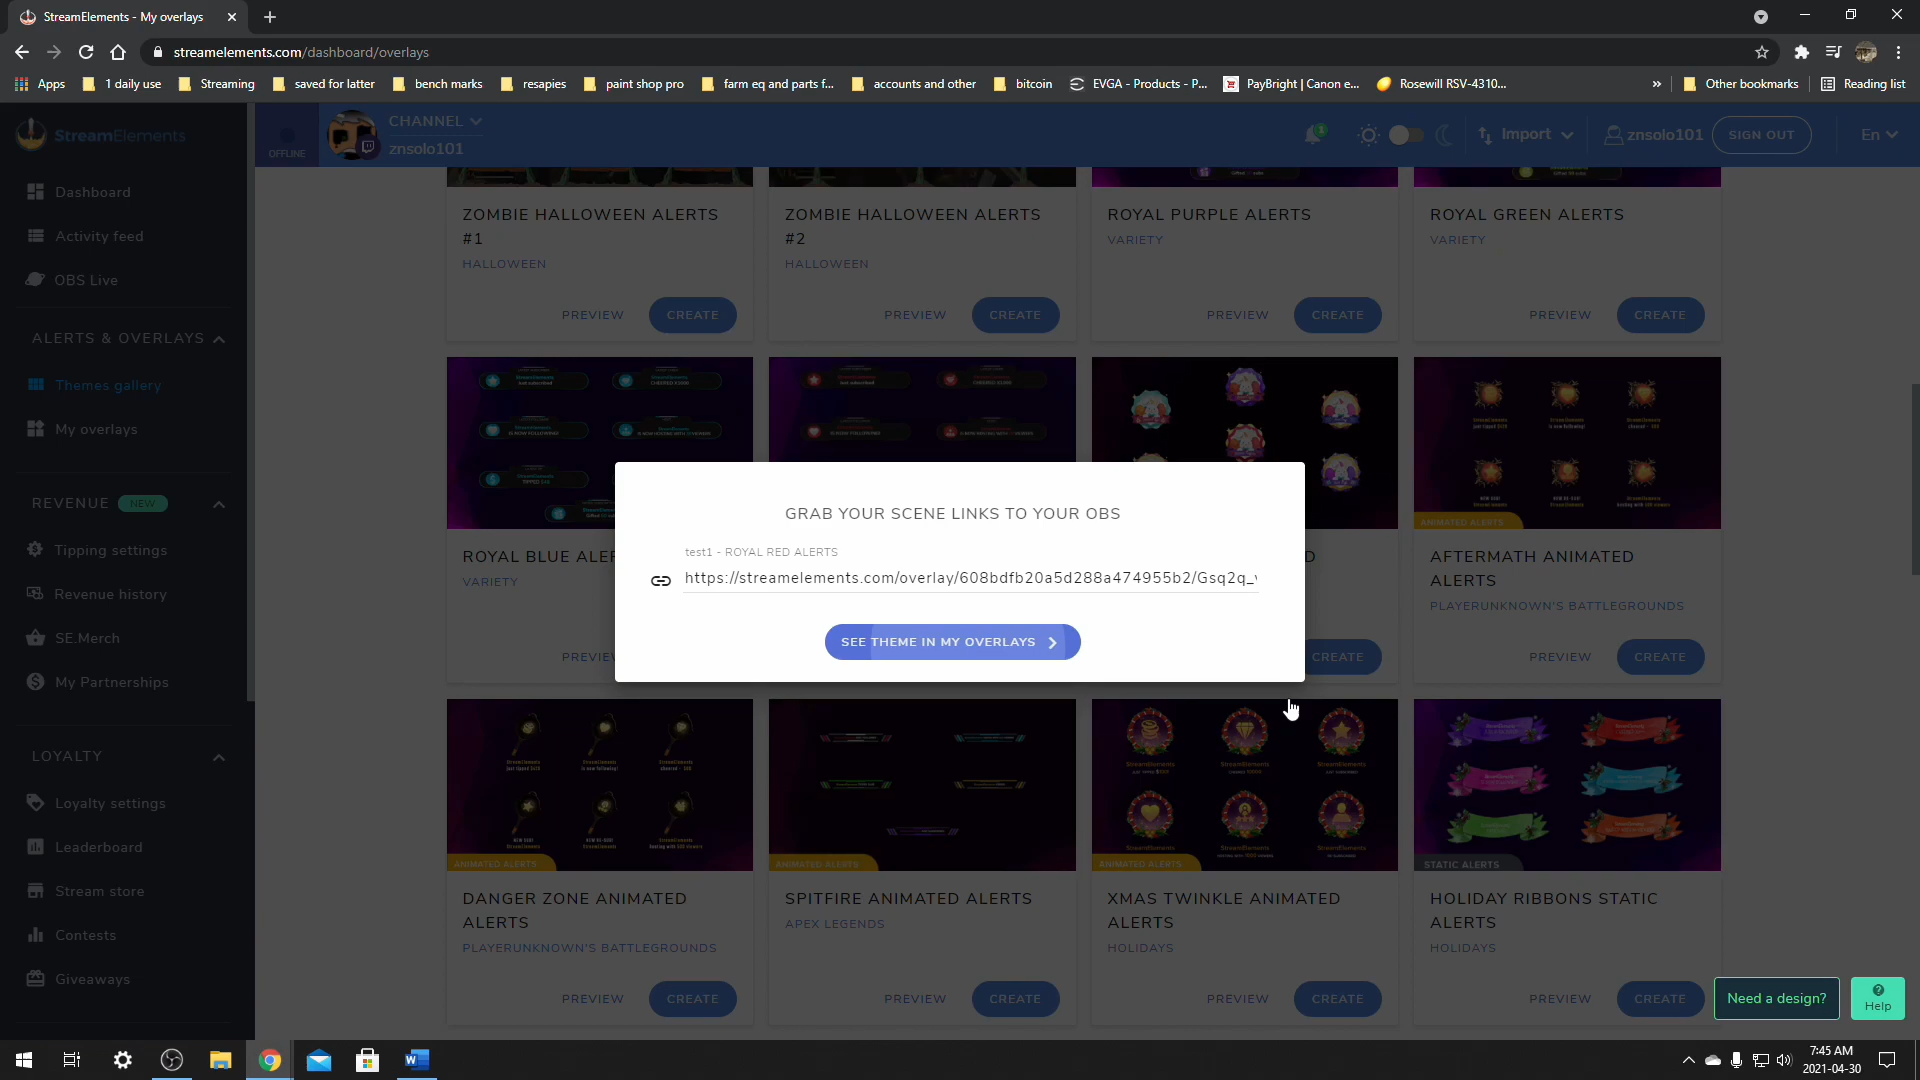 StreamElements - My overlays
streamelements.com/dashboard/overlays
Apps
1 daily use
Streaming
saved for latter
bench marks
resapies
paint shop pro
farm eq and parts f...
accounts and other
bitcoin
EVGA - Products - P...
PayBright | Canon e...
Rosewill RSV-4310...
»
Other bookmarks
Reading list
StreamElements
OFFLINE
CHANNEL
znsolo101
1
Import
znsolo101
SIGN OUT
En
Dashboard
Activity feed
OBS Live
ALERTS & OVERLAYS
Themes gallery
My overlays
REVENUE NEW
Tipping settings
Revenue history
SE.Merch
My Partnerships
LOYALTY
Loyalty settings
Leaderboard
Stream store
Contests
Giveaways
ZOMBIE HALLOWEEN ALERTS
#1
HALLOWEEN
PREVIEW
CREATE
ZOMBIE HALLOWEEN ALERTS
#2
HALLOWEEN
PREVIEW
CREATE
ROYAL PURPLE ALERTS
VARIETY
PREVIEW
CREATE
ROYAL GREEN ALERTS
VARIETY
PREVIEW
CREATE
ROYAL BLUE ALER
VARIETY
PREVIEW
D
CREATE
ANIMATED ALERTS
AFTERMATH ANIMATED
ALERTS
PLAYERUNKNOWN'S BATTLEGROUNDS
PREVIEW
CREATE
GRAB YOUR SCENE LINKS TO YOUR OBS
test1 - ROYAL RED ALERTS
https://streamelements.com/overlay/608bdfb20a5d288a474955b2/Gsq2q_
SEE THEME IN MY OVERLAYS
ANIMATED ALERTS
DANGER ZONE ANIMATED
ALERTS
PLAYERUNKNOWN'S BATTLEGROUNDS
PREVIEW
CREATE
ANIMATED ALERTS
SPITFIRE ANIMATED ALERTS
APEX LEGENDS
PREVIEW
CREATE
ANIMATED ALERTS
XMAS TWINKLE ANIMATED
ALERTS
HOLIDAYS
PREVIEW
CREATE
STATIC ALERTS
HOLIDAY RIBBONS STATIC
ALERTS
HOLIDAYS
PREVIEW
CREATE
Need a design?
Help
7:45 AM
2021-04-30